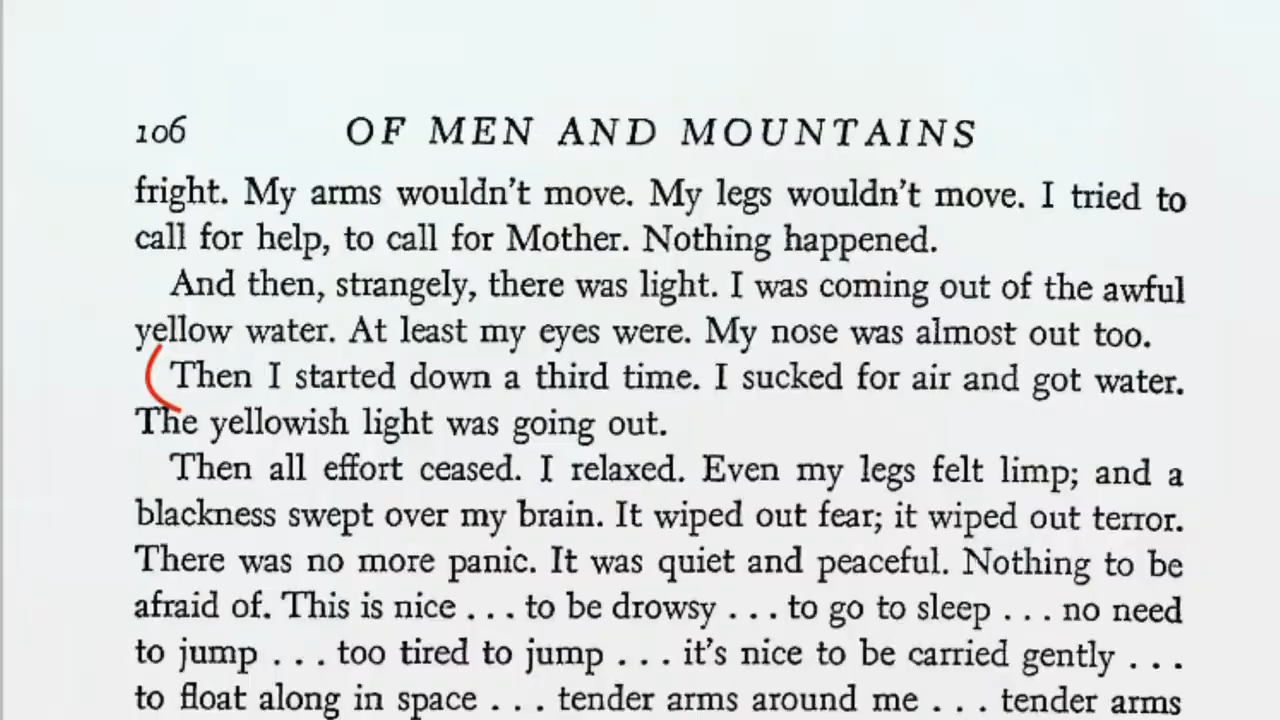 106 OF MEN AND MOUNTAINS
fright. My arms wouldn't move. My legs wouldn't move. I tried to
call for help, to call for Mother. Nothing happened.
And then, strangely, there was light. I was coming out of the awful
yellow water. At least my eyes were. My nose was almost out too.
Then I started down a third time. I sucked for air and got water.
The yellowish light was going out.
Then all effort ceased. I relaxed. Even my legs felt limp; and a
blackness swept over my brain. It wiped out fear; it wiped out terror.
There was no more panic. It was quiet and peaceful. Nothing to be
afraid of. This is nice . . . to be drowsy . . . to go to sleep . . . no need
to jump . . . too tired to jump . . . it's nice to be carried gently . . .
to float along in space . . . tender arms around me . . . tender arms